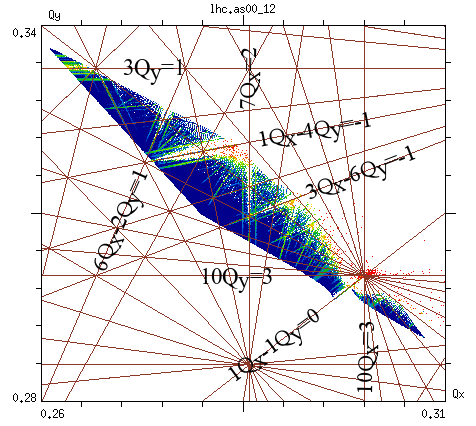 lhc.as00_12
Qy
0.34
3Qy=1
7Qx=2
1Qx-4Qy=-1
3Qx-6Qy=-1
6Qx-2Qy=1
10Qy=3
1Qx-1Qy=0
10Qx=3
0.28
Qx
0.26
0.31